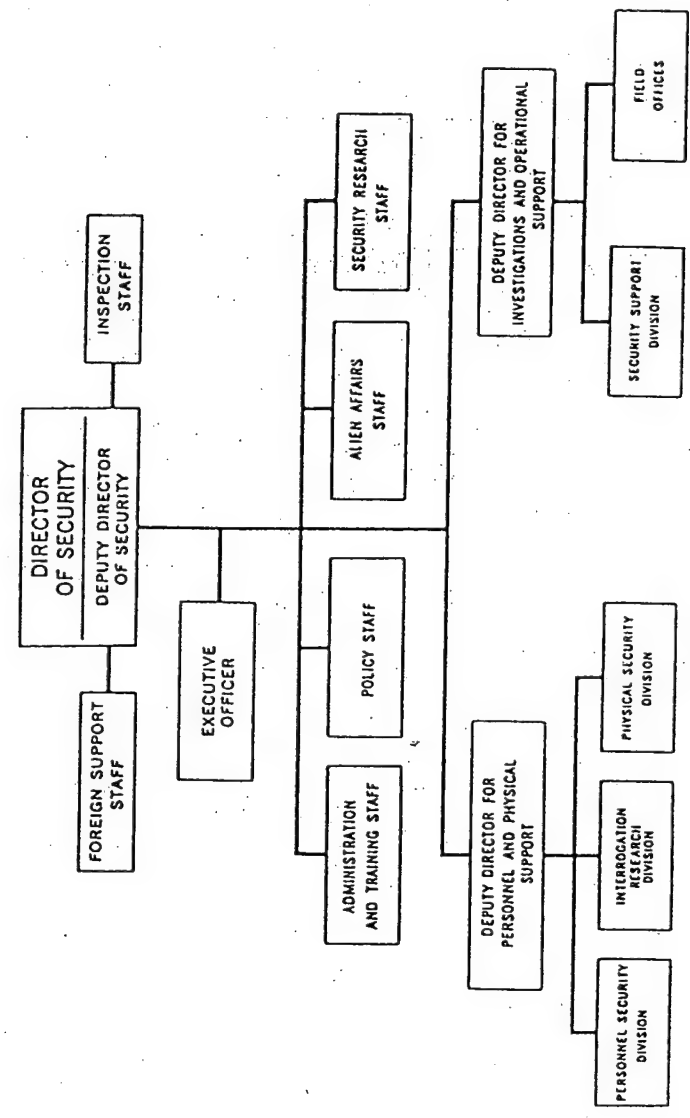 DIRECTOR
OF SECURITY
DEPUTY DIRECTOR
OF SECURITY
FOREIGN SUPPORT
STAFF
INSPECTION
STAFF
EXECUTIVE
OFFICER
ADMINISTRATION
AND TRAINING STAFF
POLICY STAFF
ALIEN AFFAIRS
STAFF
SECURITY RESEARCH
STAFF
DEPUTY DIRECTOR FOR
PERSONNEL AND PHYSICAL
SUPPORT
DEPUTY DIRECTOR FOR
INVESTIGATIONS AND OPERATIONAL
SUPPORT
PERSONNEL SECURITY
DIVISION
INTERROGATION
RESEARCH
DIVISION
PHYSICAL SECURITY
DIVISION
SECURITY SUPPORT
DIVISION
FIELD
OFFICES